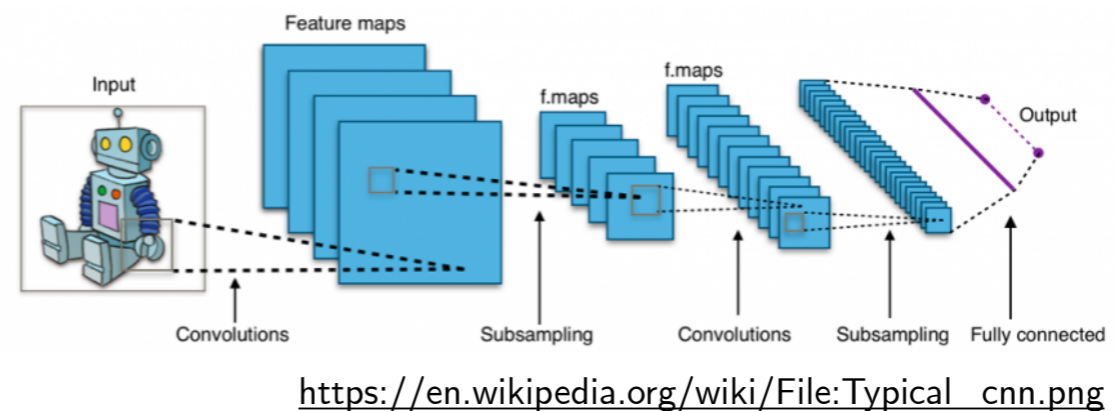 Feature maps
Input
f.maps
f.maps
Output
Convolutions
Subsampling
Convolutions
Subsampling
Fully connected
https://en.wikipedia.org/wiki/File:Typical_cnn.png